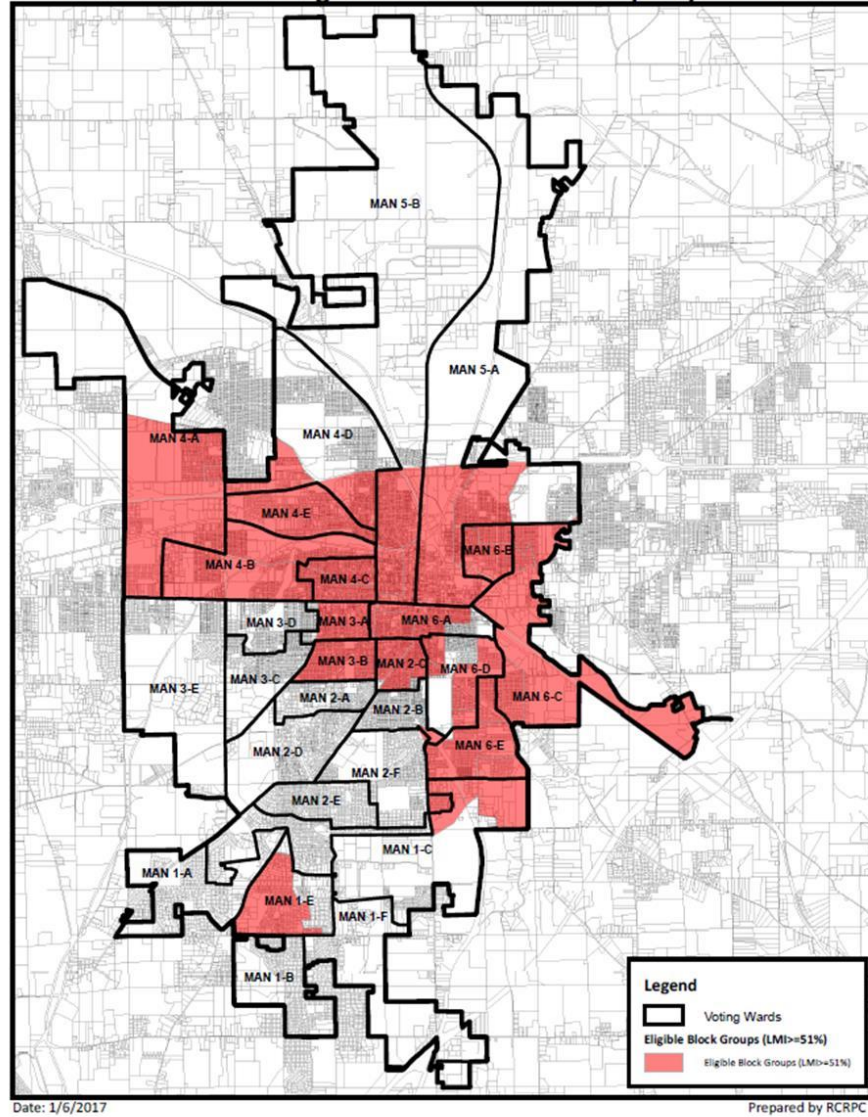 MAN 5-B
MAN 5-A
MAN 4-A
MAN 4-D
MAN 4-E
MAN 6-B
MAN 4-B
MAN 4-C
MAN 3-D
MAN 3-A
MAN 6-A
MAN 3-B
MAN 2-C
MAN 6-D
MAN 3-C
MAN 3-E
MAN 2-A
MAN 6-C
MAN 2-B
MAN 2-D
MAN 6-E
MAN 2-F
MAN 2-E
MAN 1-C
MAN 1-A
MAN 1-E
MAN 1-F
MAN 1-B
Legend
Voting Wards
Eligible Block Groups (LMI>=51%)
Eligible Block Groups (LMI>=51%)
Date: 1/6/2017
Prepared by RCRPC